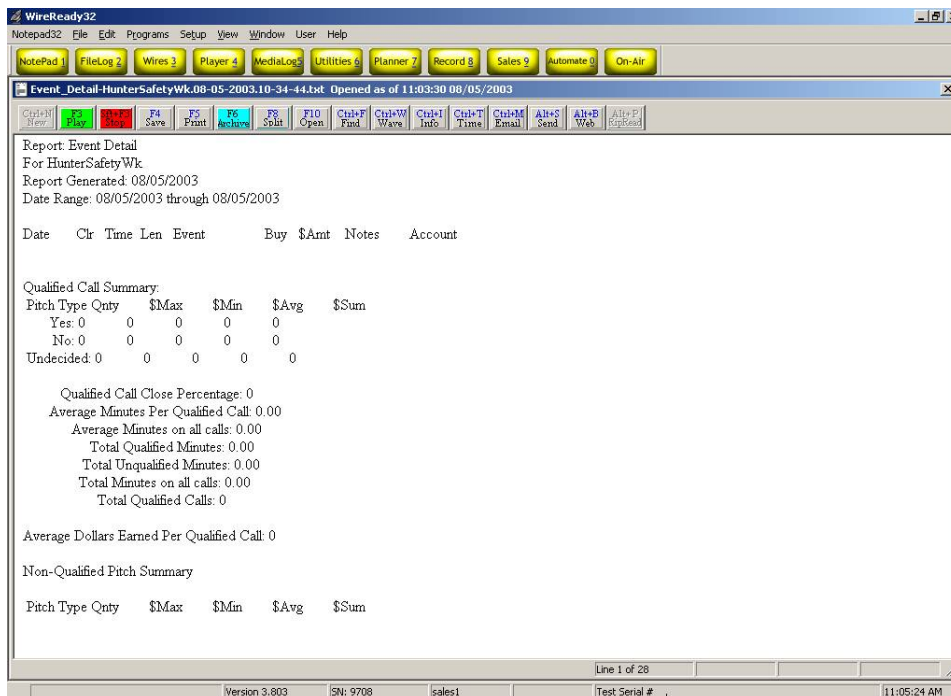 WireReady32
Notepad32 File Edit Programs Setup View Window User Help
NotePad 1 FileLog 2 Wires 3 Player 4 MediaLog5 Utilities 6 Planner 7 Record 8 Sales 9 Automate 0 On-Air
Event_Detail-HunterSafetyWk.08-05-2003.10-34-44.txt Opened as of 11:03:30 08/05/2003
Ctrl+N Sft+F3 F3 F4 F5 F6 F8 F10 Ctrl+F Ctrl+W Ctrl+I Ctrl+T Ctrl+M Alt+S Alt+B Alt+P
New Play Stop Save Print Archive Split Open Find Wave Info Time Email Send Web RipRead
Report: Event Detail
For HunterSafetyWk
Report Generated: 08/05/2003
Date Range: 08/05/2003 through 08/05/2003
Date Clr Time Len Event Buy $Amt Notes Account
Qualified Call Summary:
Pitch Type Qnty $Max $Min $Avg $Sum
Yes: 0 0 0 0 0
No: 0 0 0 0 0
Undecided: 0 0 0 0 0
Qualified Call Close Percentage: 0
Average Minutes Per Qualified Call: 0.00
Average Minutes on all calls: 0.00
Total Qualified Minutes: 0.00
Total Unqualified Minutes: 0.00
Total Minutes on all calls: 0.00
Total Qualified Calls: 0
Average Dollars Earned Per Qualified Call: 0
Non-Qualified Pitch Summary
Pitch Type Qnty $Max $Min $Avg $Sum
Line 1 of 28
Version 3.803 SN: 9708 sales1 Test Serial # , 11:05:24 AM